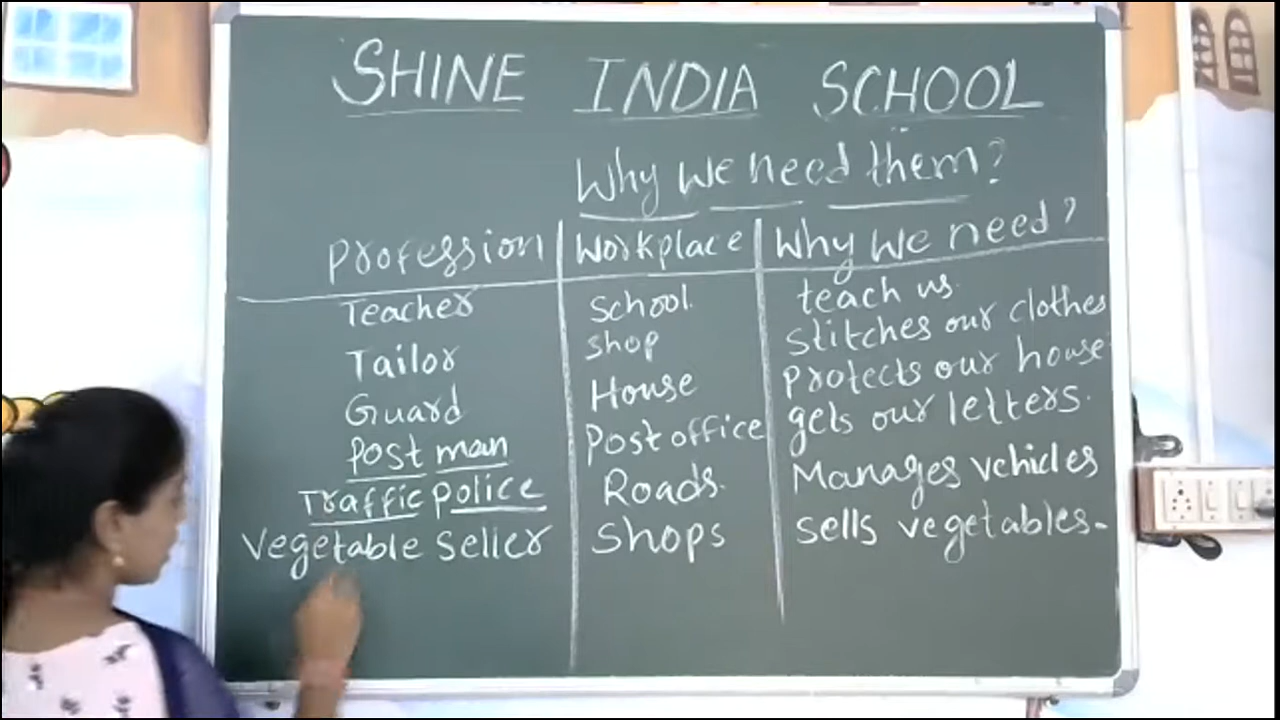 SHINE INDIA SCHOOL
Why we need them?
Profession Workplace Why we need?
Teacher School teach us.
Tailor shop stitches our clothes
Guard House Protects our house.
Post man Post office gets our letters.
Traffic police Roads. Manages vehicles
Vegetable seller Shops sells vegetables.